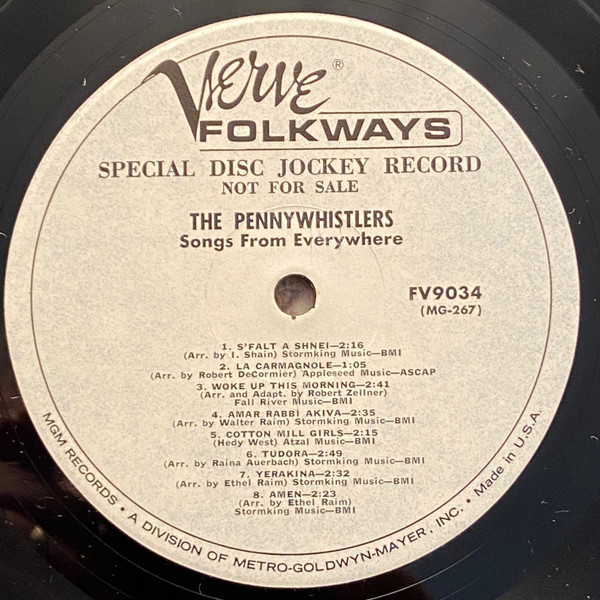 Verve ®
FOLKWAYS
SPECIAL DISC JOCKEY RECORD
NOT FOR SALE
THE PENNYWHISTLERS
Songs From Everywhere
FV9034
(MG-267)
1. S'FALT A SHNEI—2:16
(Arr. by I. Shain) Stormking Music—BMI
2. LA CARMAGNOLE—1:05
(Arr. by Robert DeCormier) Appleseed Music—ASCAP
3. WOKE UP THIS MORNING—2:41
(Arr. and Adapt. by Robert Zellner)
Fall River Music—BMI
4. AMAR RABBI AKIVA—2:35
(Arr. by Walter Raim) Stormking Music—BMI
5. COTTON MILL GIRLS—2:15
(Hedy West) Atzal Music—BMI
6. TUDORA—2:49
(Arr. by Raina Auerbach) Stormking Music—BMI
7. YERAKINA—2:32
(Arr. by Ethel Raim) Stormking Music—BMI
8. AMEN—2:23
(Arr. by Ethel Raim)
Stormking Music—BMI
MGM RECORDS • A DIVISION OF METRO-GOLDWYN-MAYER, INC. • Made in U.S.A.